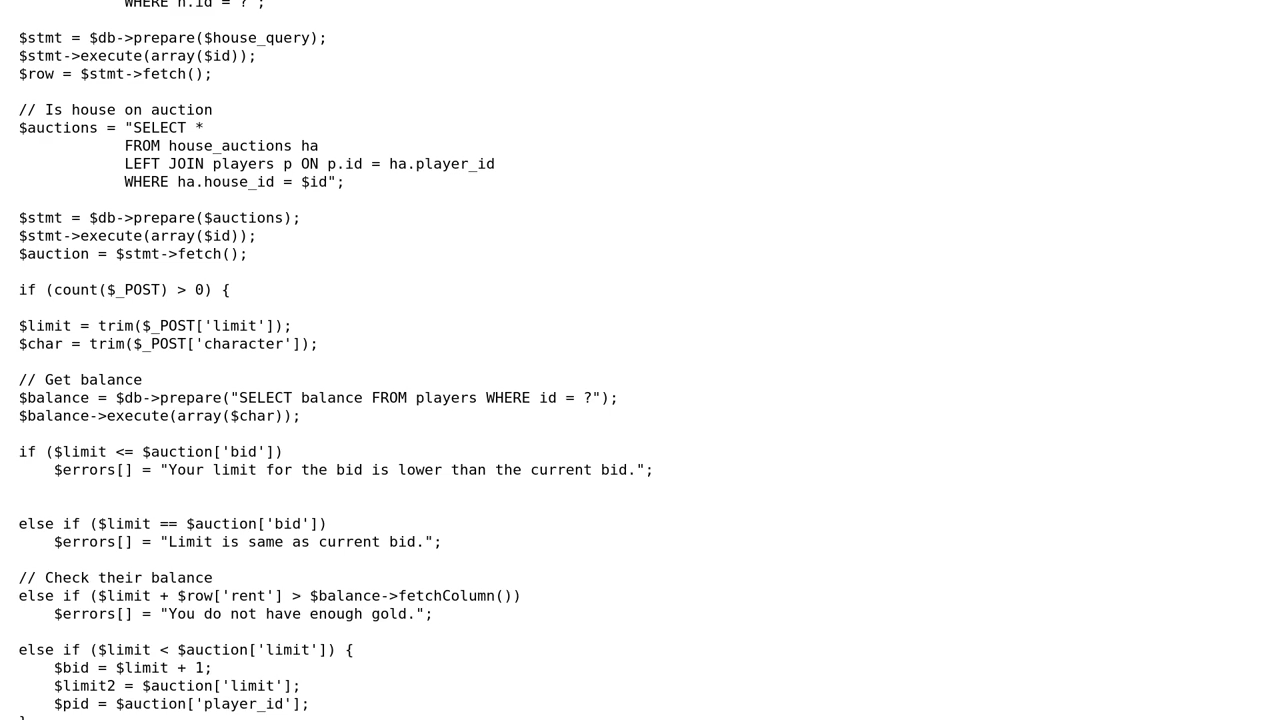 WHERE h.id = ?";
$stmt = $db->prepare($house_query);
$stmt->execute(array($id));
$row = $stmt->fetch();
// Is house on auction
$auctions = "SELECT *
FROM house_auctions ha
LEFT JOIN players p ON p.id = ha.player_id
WHERE ha.house_id = $id";
$stmt = $db->prepare($auctions);
$stmt->execute(array($id));
$auction = $stmt->fetch();
if (count($_POST) > 0) {
$limit = trim($_POST['limit']);
$char = trim($_POST['character']);
// Get balance
$balance = $db->prepare("SELECT balance FROM players WHERE id = ?");
$balance->execute(array($char));
if ($limit <= $auction['bid'])
$errors[] = "Your limit for the bid is lower than the current bid.";
else if ($limit == $auction['bid'])
$errors[] = "Limit is same as current bid.";
// Check their balance
else if ($limit + $row['rent'] > $balance->fetchColumn())
$errors[] = "You do not have enough gold.";
else if ($limit < $auction['limit']) {
$bid = $limit + 1;
$limit2 = $auction['limit'];
$pid = $auction['player_id'];
}